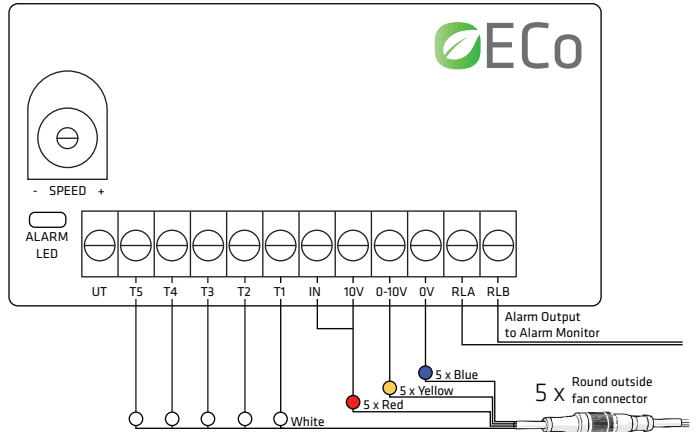 ECo
- SPEED +
ALARM
LED
UT T5 T4 T3 T2 T1 IN 10V 0-10V 0V RLA RLB
Alarm Output
to Alarm Monitor
5 x Blue
5 x Yellow
5 x Red
White
5 x Round outside
fan connector